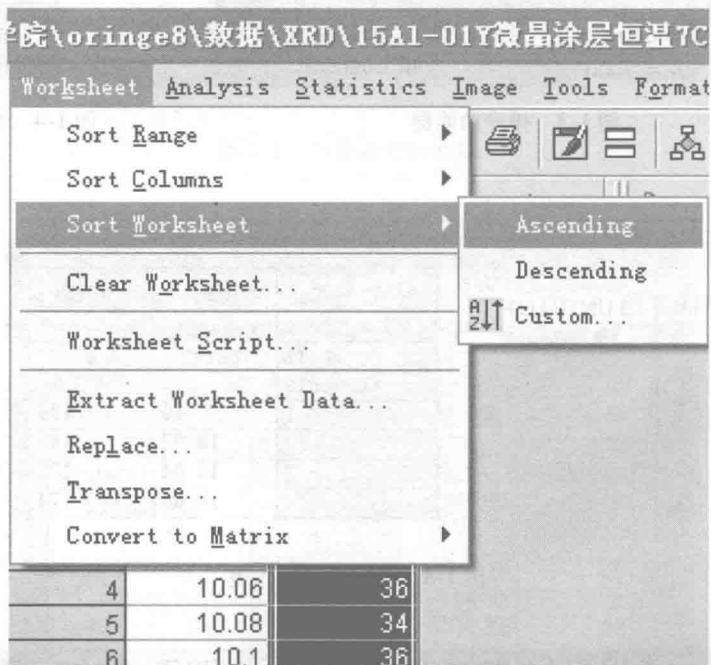 院\oringe8\数据\XRD\15Al-01Y微晶涂层恒温7C
Worksheet Analysis Statistics Image Tools Format
Sort Range
Sort Columns
Sort Worksheet
Ascending
Descending
Custom...
Clear Worksheet...
Worksheet Script...
Extract Worksheet Data...
Replace...
Transpose...
Convert to Matrix
4 10.06 36
5 10.08 34
6 10.1 36